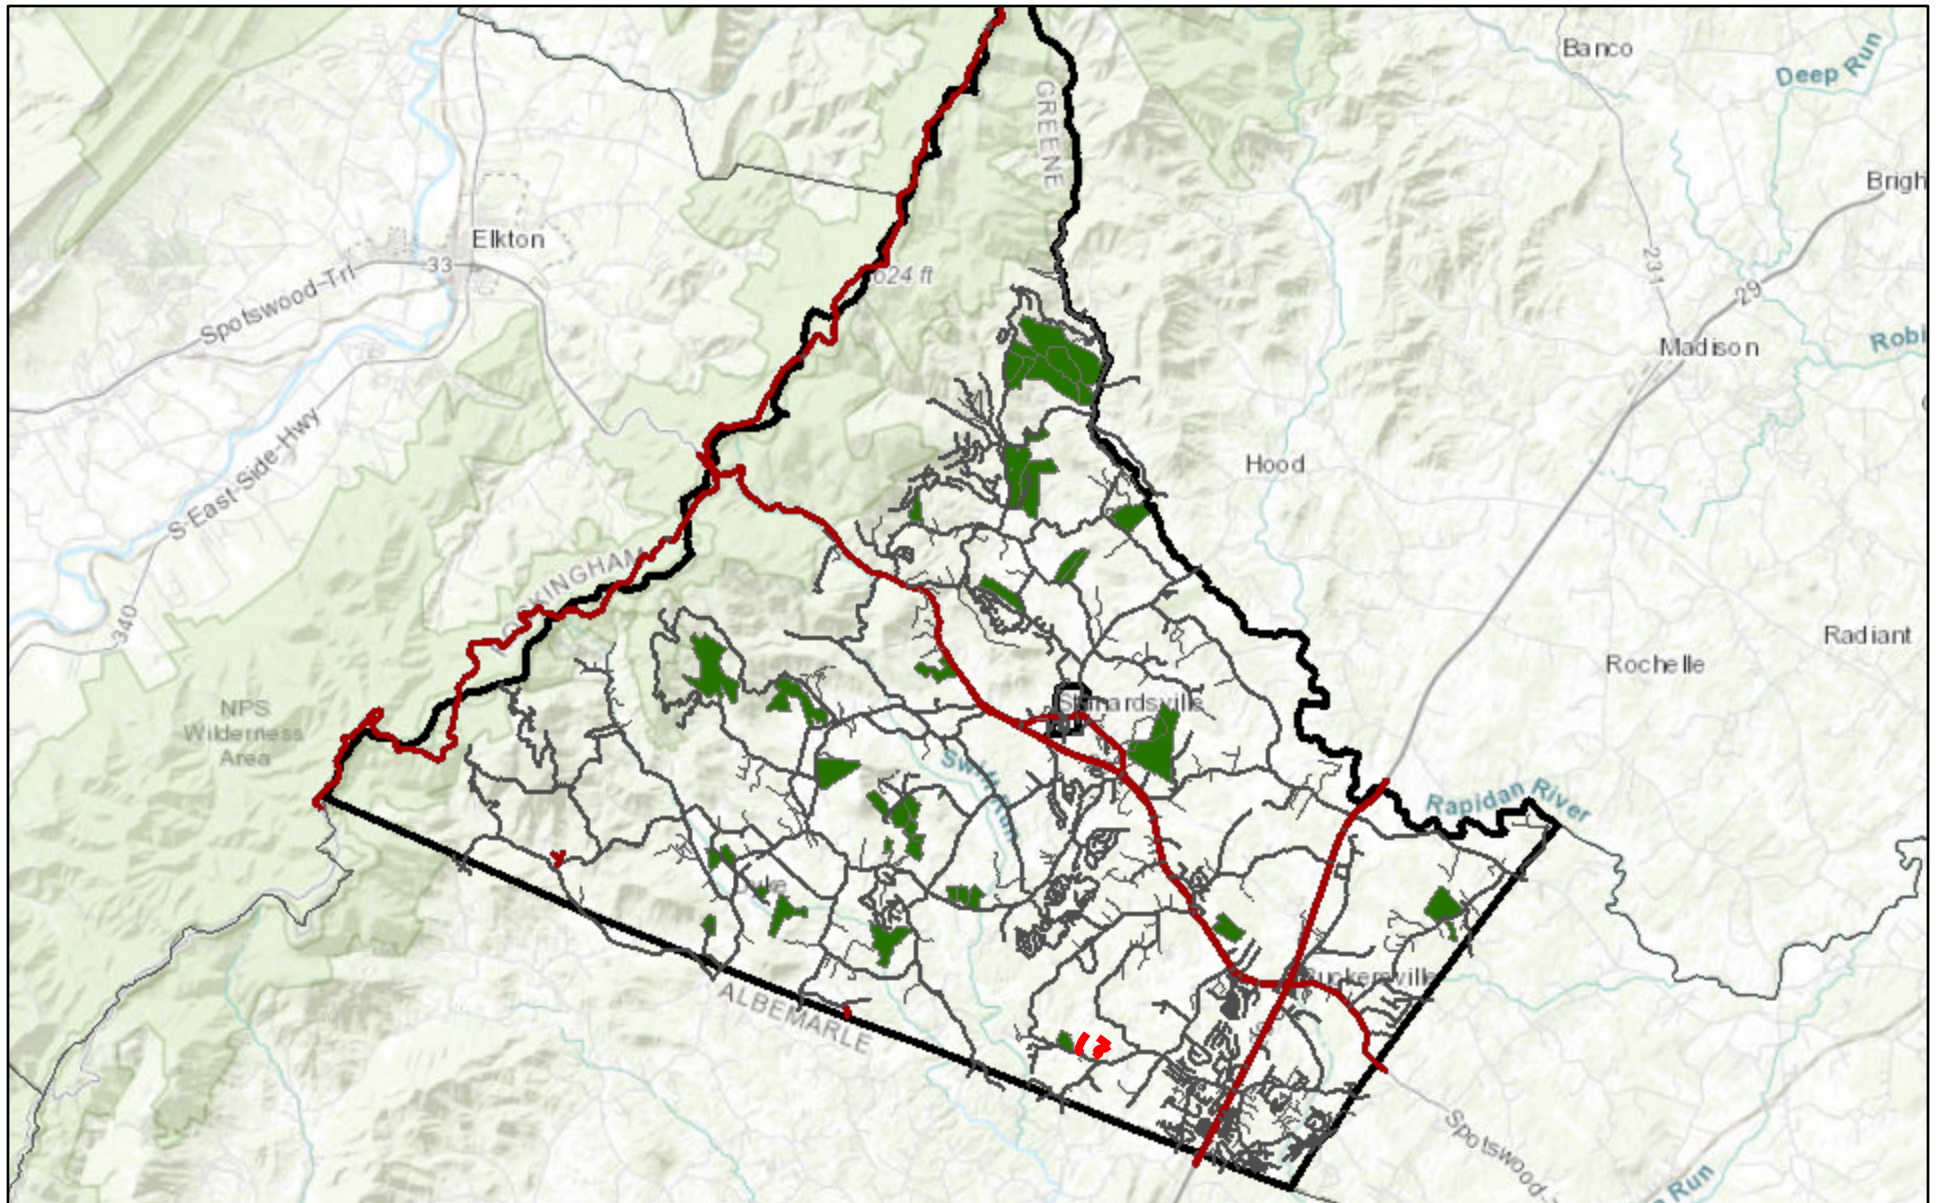 Banco
Deep Run
GREENE
Brigh
Elkton
33
Spotswood-Trl
624 ft
231
29
Madison
Robi
S-East-Side-Hwy
Hood
ROCKINGHAM
340
Radiant
Rochelle
NPS
Wilderness
Area
Stanardsville
Swift Run
Rapidan River
Ruckersville
ALBEMARLE
Spotswood-
Run